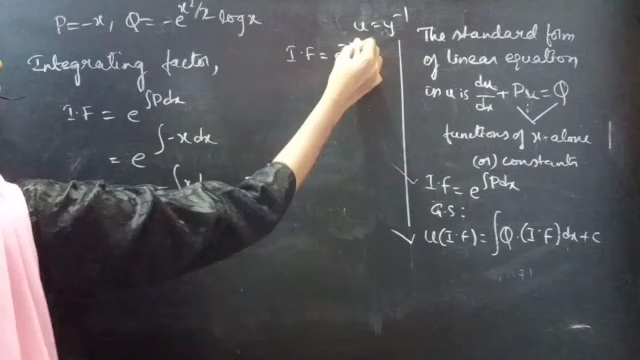 P=-x, Q=-e^{x²/2} log x
Integrating factor,
I.F = e^{∫Pdx}
= e^{∫-xdx}
u=y⁻¹
I.F = e
The standard form
of linear equation
in u is du/dx + Pu = Q
functions of x-alone
(or) constants
I.F = e^{∫Pdx}
G.S:
u(I.F) = ∫Q.(I.F)dx+c